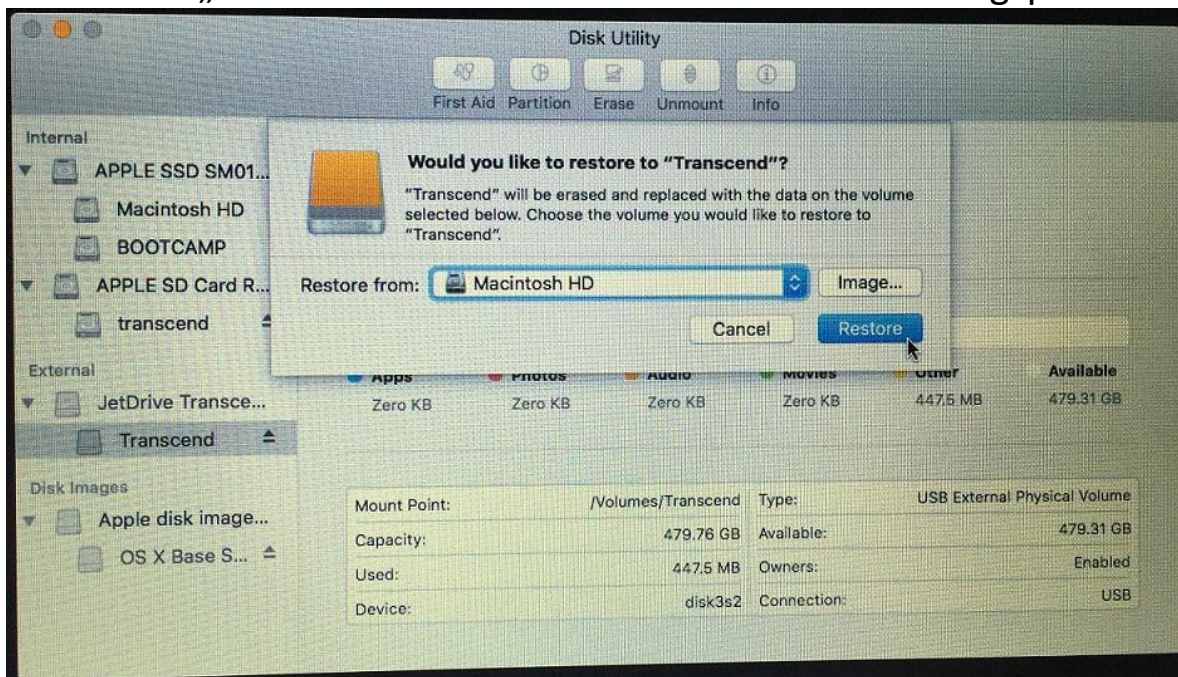 Disk Utility
First Aid Partition Erase Unmount Info
Internal
APPLE SSD SM01...
Macintosh HD
BOOTCAMP
APPLE SD Card R...
transcend
External
JetDrive Transce...
Transcend
Disk Images
Apple disk image...
OS X Base S...
Would you like to restore to “Transcend”?
“Transcend” will be erased and replaced with the data on the volume
selected below. Choose the volume you would like to restore to
“Transcend”.
Restore from: Macintosh HD Image...
Cancel Restore
Apps Photos Audio Movies Other Available
Zero KB Zero KB Zero KB Zero KB 447.5 MB 479.31 GB
Mount Point: /Volumes/Transcend Type: USB External Physical Volume
Capacity: 479.76 GB Available: 479.31 GB
Used: 447.5 MB Owners: Enabled
Device: disk3s2 Connection: USB